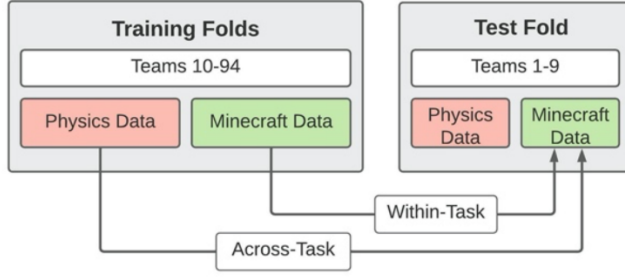 Training Folds
Test Fold
Teams 10-94
Teams 1-9
Physics Data
Minecraft Data
Physics
Data
Minecraft
Data
Within-Task
Across-Task